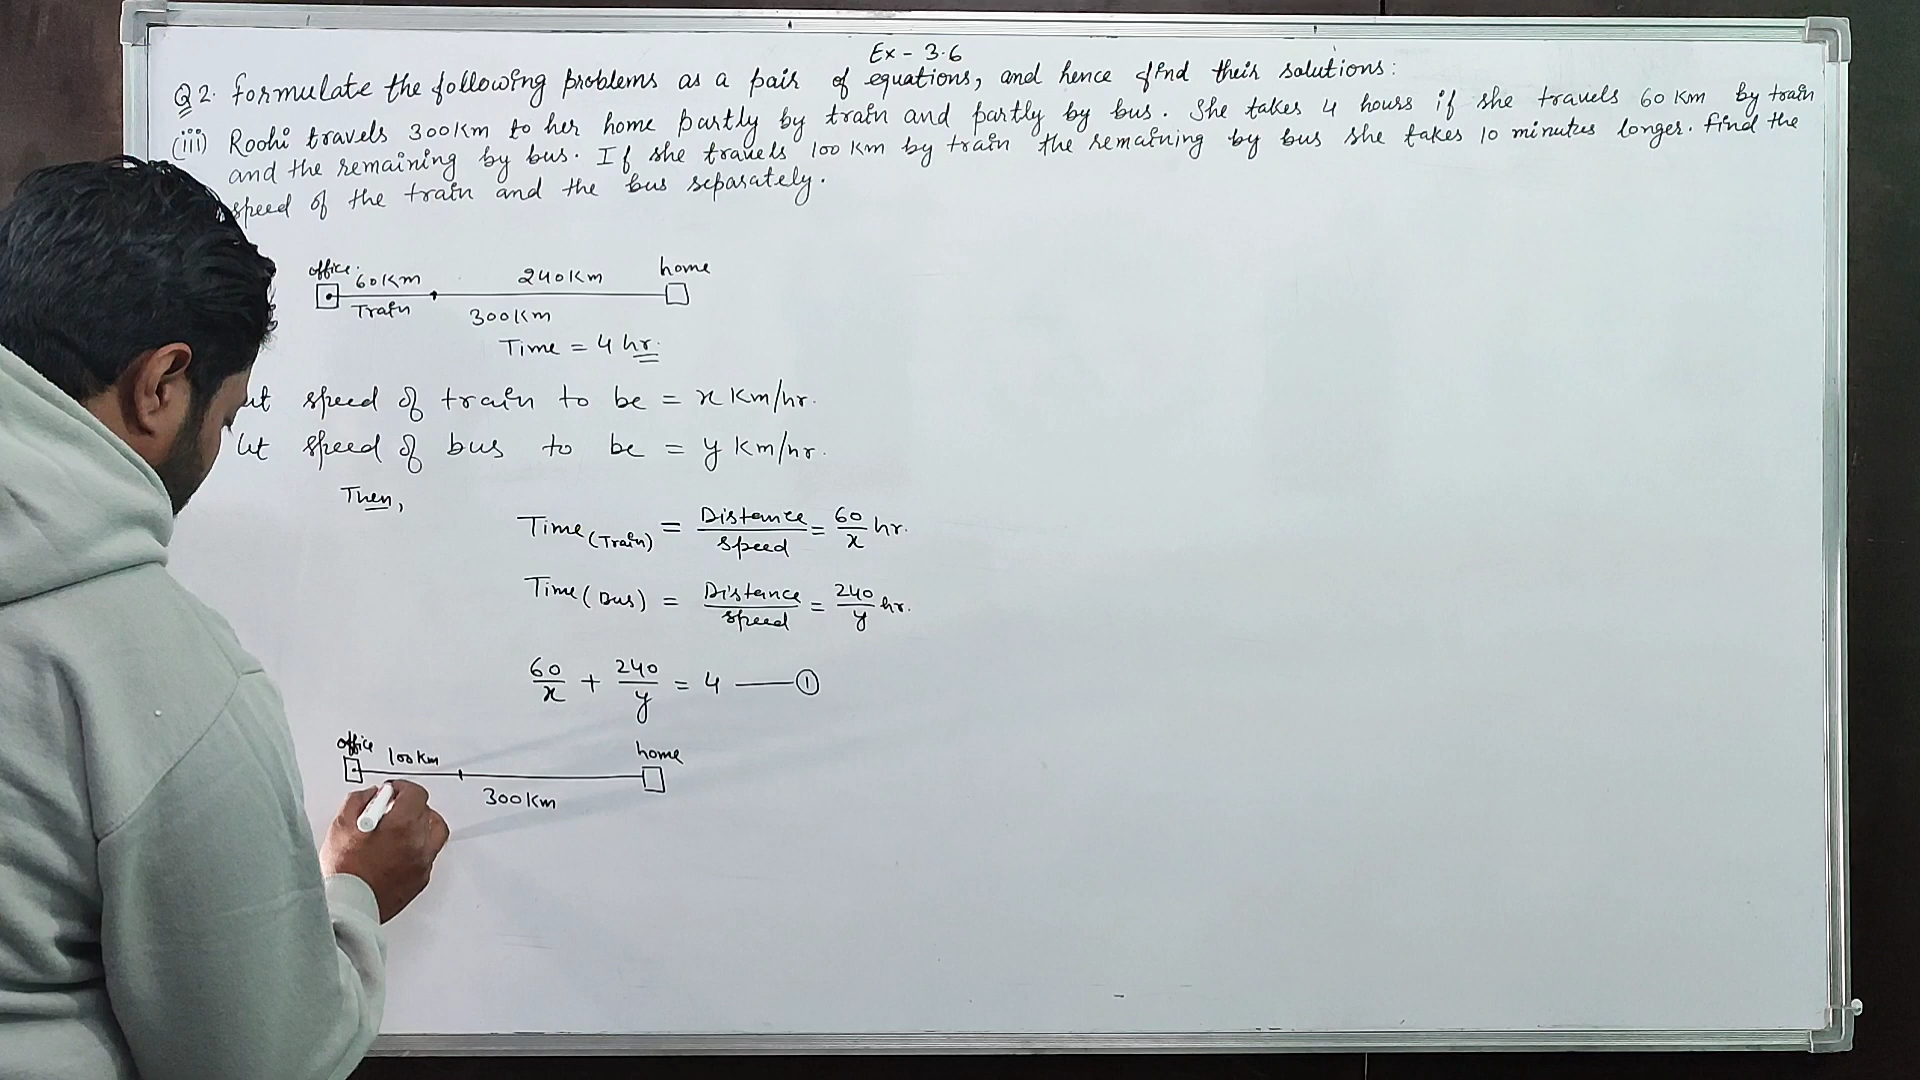 Ex - 3.6
Q2. formulate the following problems as a pair of equations, and hence find their solutions:
(iii) Roohi travels 300km to her home partly by train and partly by bus. She takes 4 hours if she travels 60 km by train
and the remaining by bus. If she travels 100 km by train the remaining by bus she takes 10 minutes longer. find the
speed of the train and the bus separately.
office. 60km 240km home
Train 300km
Time = 4 hr.
speed of train to be = x km/hr.
let speed of bus to be = y km/hr.
Then,
Time (Train) = Distance/speed = 60/x hr.
Time (Bus) = Distance/speed = 240/y hr.
60/x + 240/y = 4 —— ①
office 100km home
300km